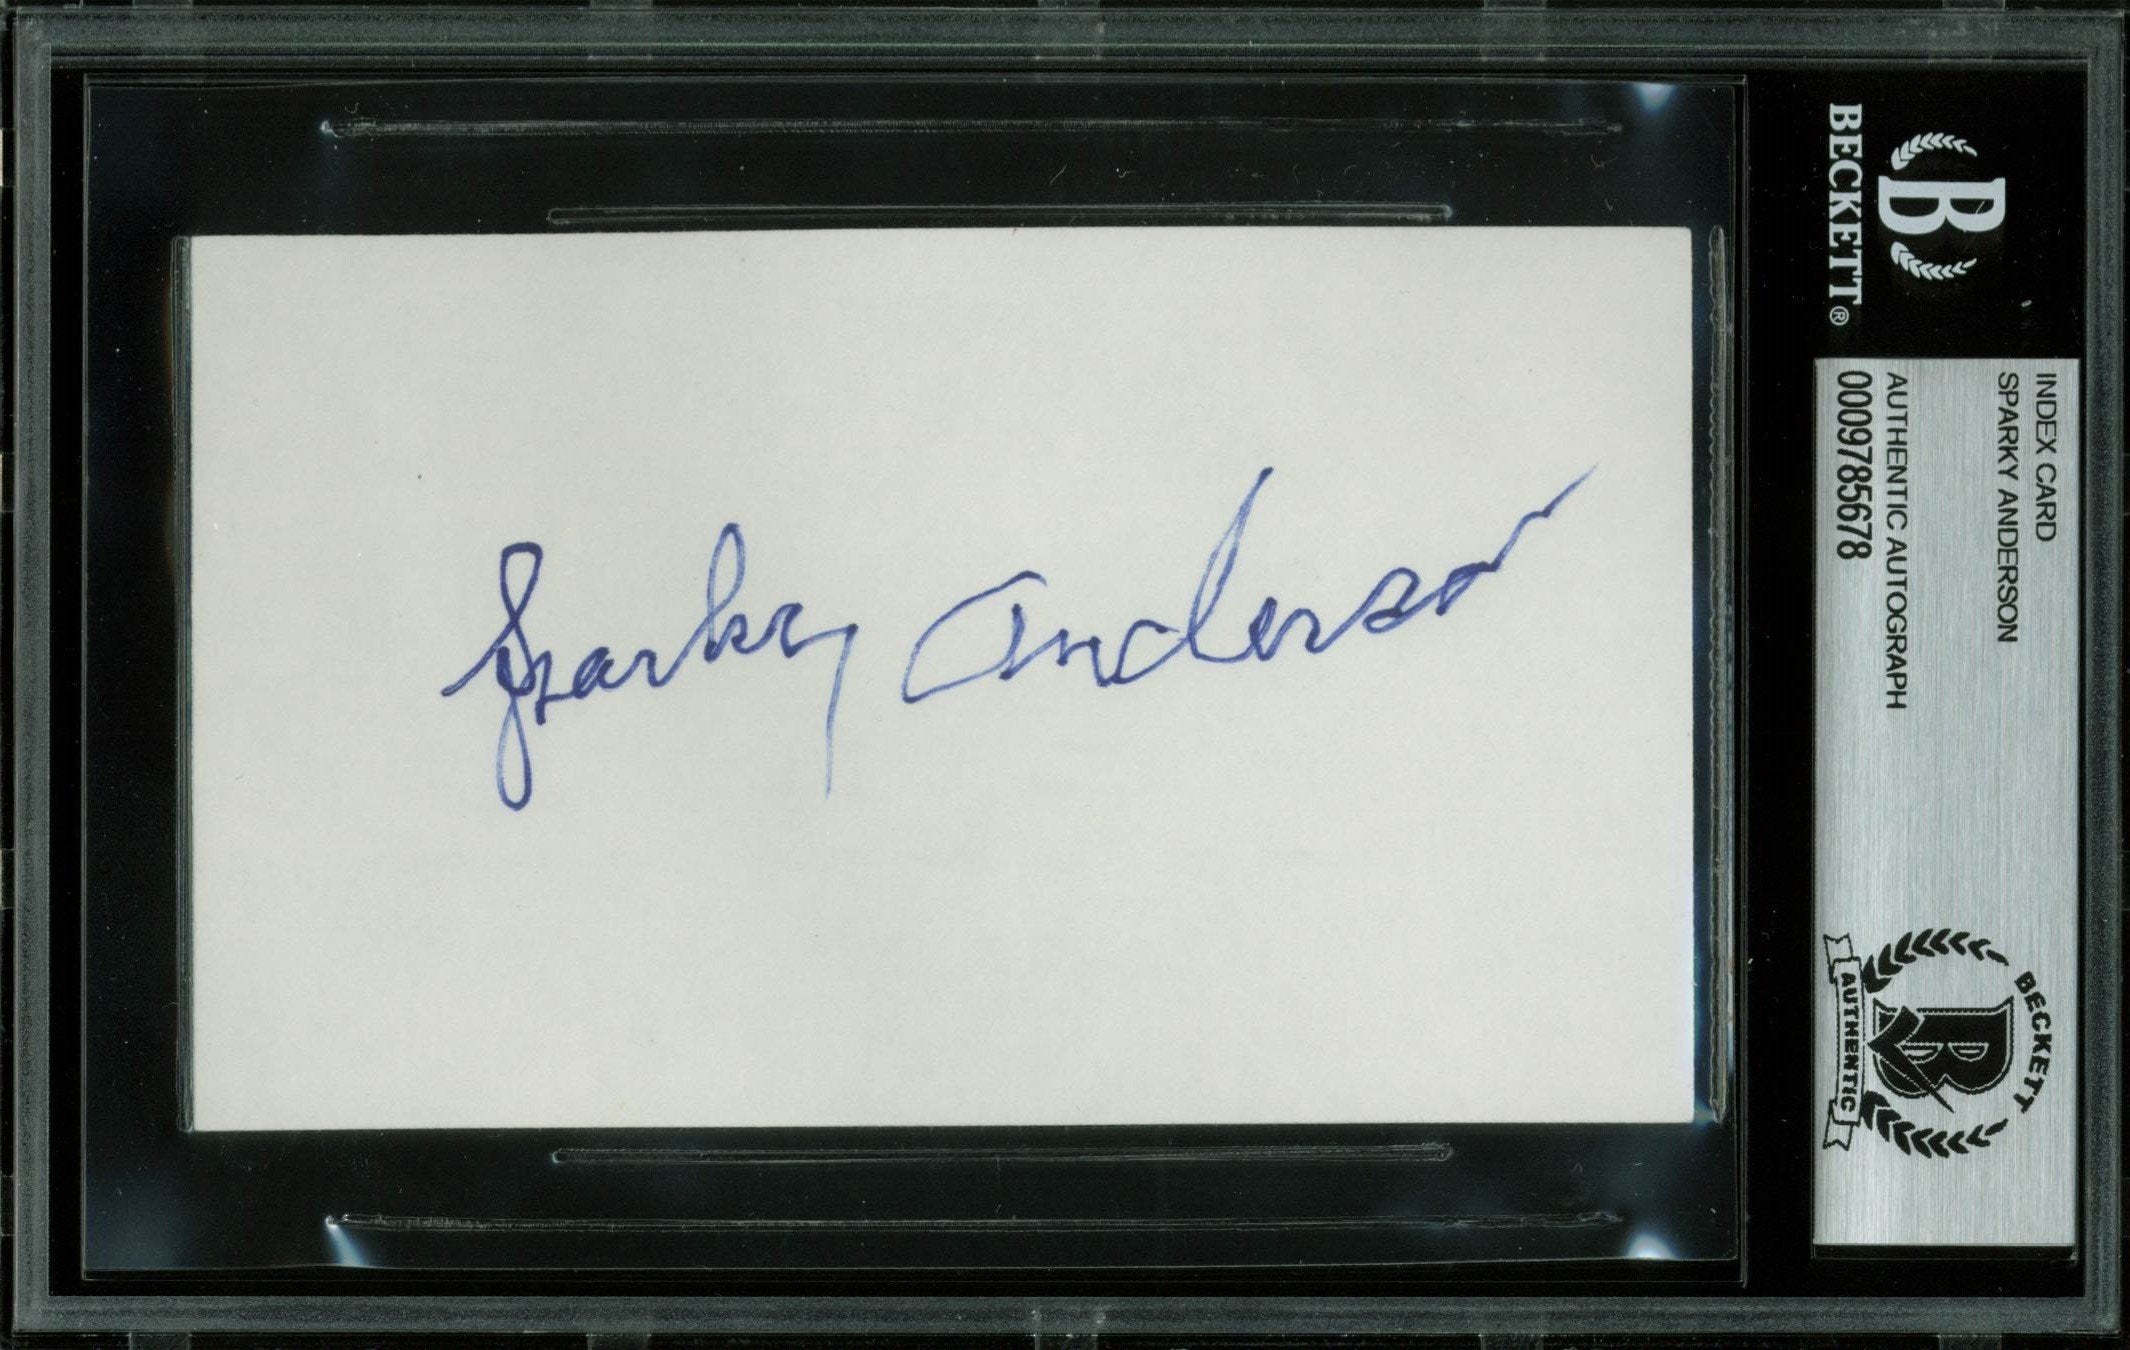 Sparky Anderson
B
BECKETT®
INDEX CARD
SPARKY ANDERSON
AUTHENTIC AUTOGRAPH
0009785678
BECKETT
B
AUTHENTIC